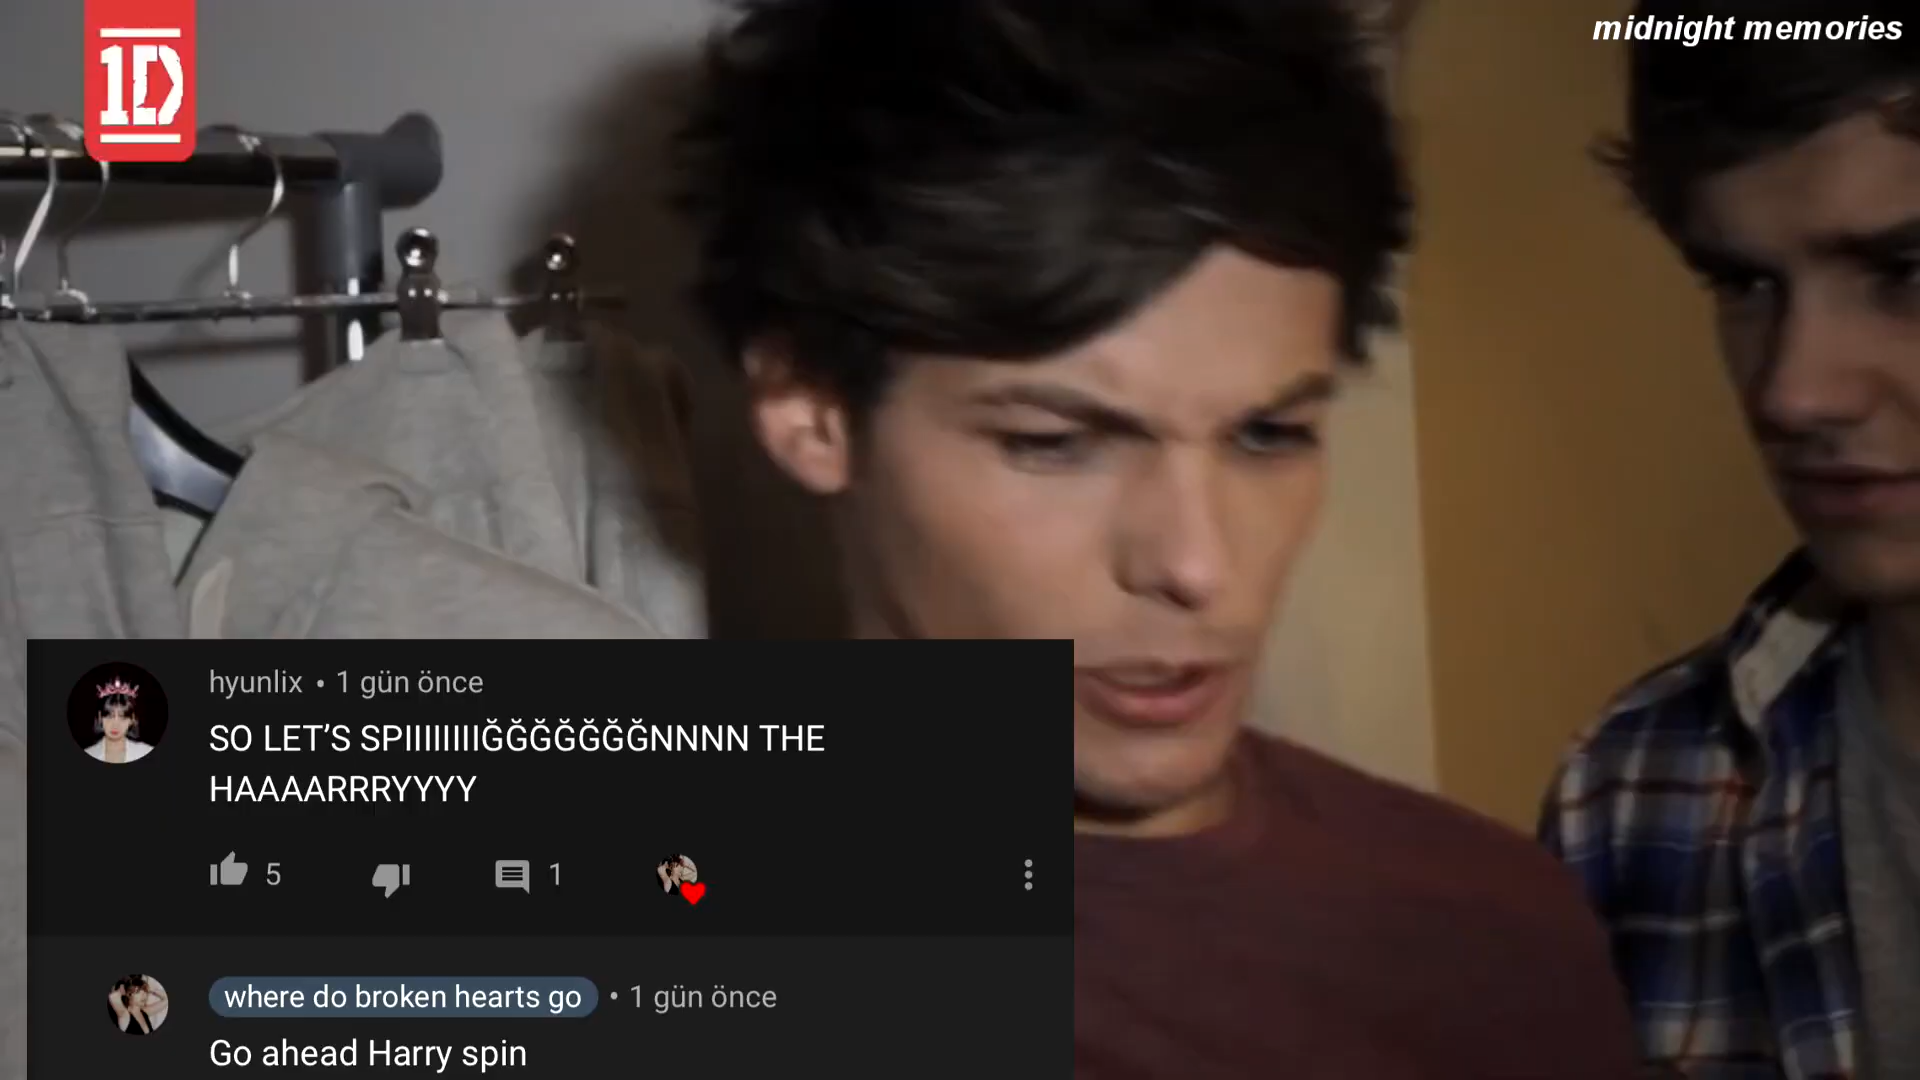 1D
midnight memories
hyunlix • 1 gün önce
SO LET’S SPIIIIIIIIĞĞĞĞĞĞĞNNNN THE
HAAAARRRYYYY
5
1
where do broken hearts go • 1 gün önce
Go ahead Harry spin